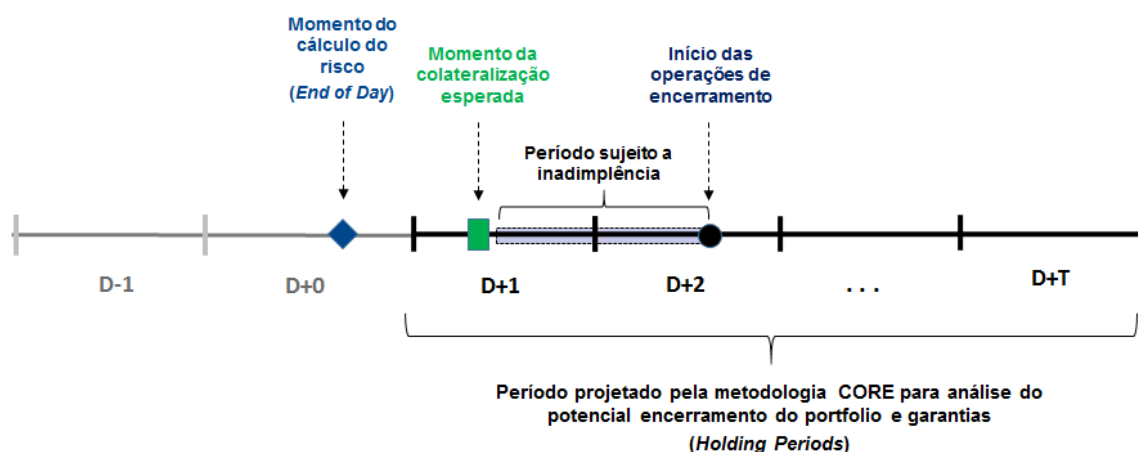 Momento do
cálculo do
risco
(End of Day)
Momento da
colateralização
esperada
Início das
operações de
encerramento
Período sujeito a
inadimplência
D-1
D+0
D+1
D+2
. . .
D+T
Período projetado pela metodologia CORE para análise do
potencial encerramento do portfolio e garantias
(Holding Periods)